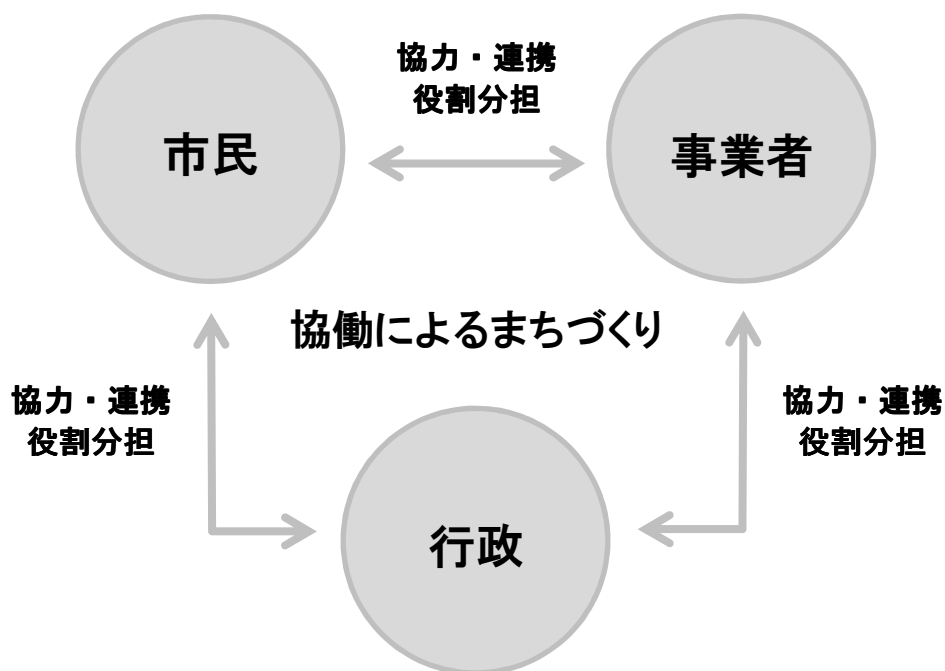 協力・連携
役割分担
市民
事業者
協働によるまちづくり
協力・連携
役割分担
協力・連携
役割分担
行政